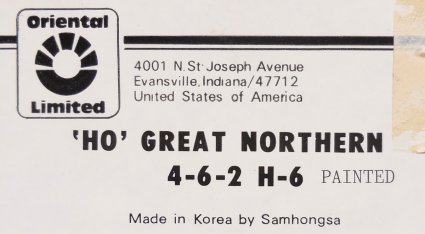 Oriental
Limited
4001 N. St. Joseph Avenue
Evansville, Indiana/47712
United States of America
'HO' GREAT NORTHERN
4-6-2 H-6 PAINTED
Made in Korea by Samhongsa